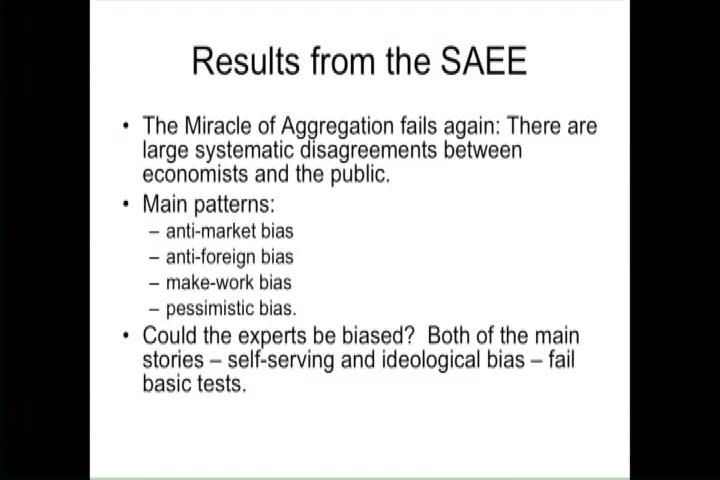 Results from the SAEE
• The Miracle of Aggregation fails again: There are
large systematic disagreements between
economists and the public.
• Main patterns:
– anti-market bias
– anti-foreign bias
– make-work bias
– pessimistic bias.
• Could the experts be biased?  Both of the main
stories – self-serving and ideological bias – fail
basic tests.